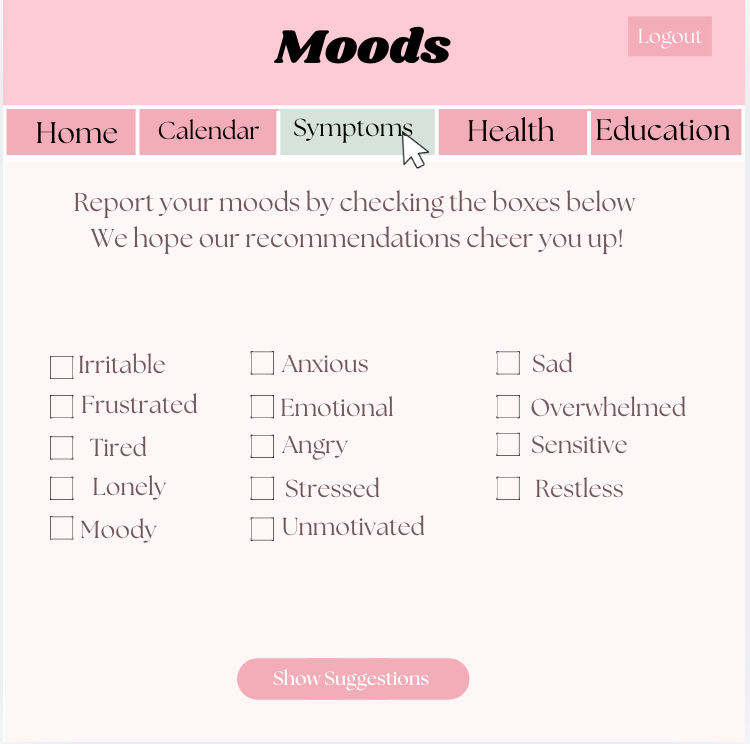 Moods
Logout
Home Calendar Symptoms Health Education
Report your moods by checking the boxes below
We hope our recommendations cheer you up!
Irritable Anxious Sad
Frustrated Emotional Overwhelmed
Tired Angry Sensitive
Lonely Stressed Restless
Moody Unmotivated
Show Suggestions